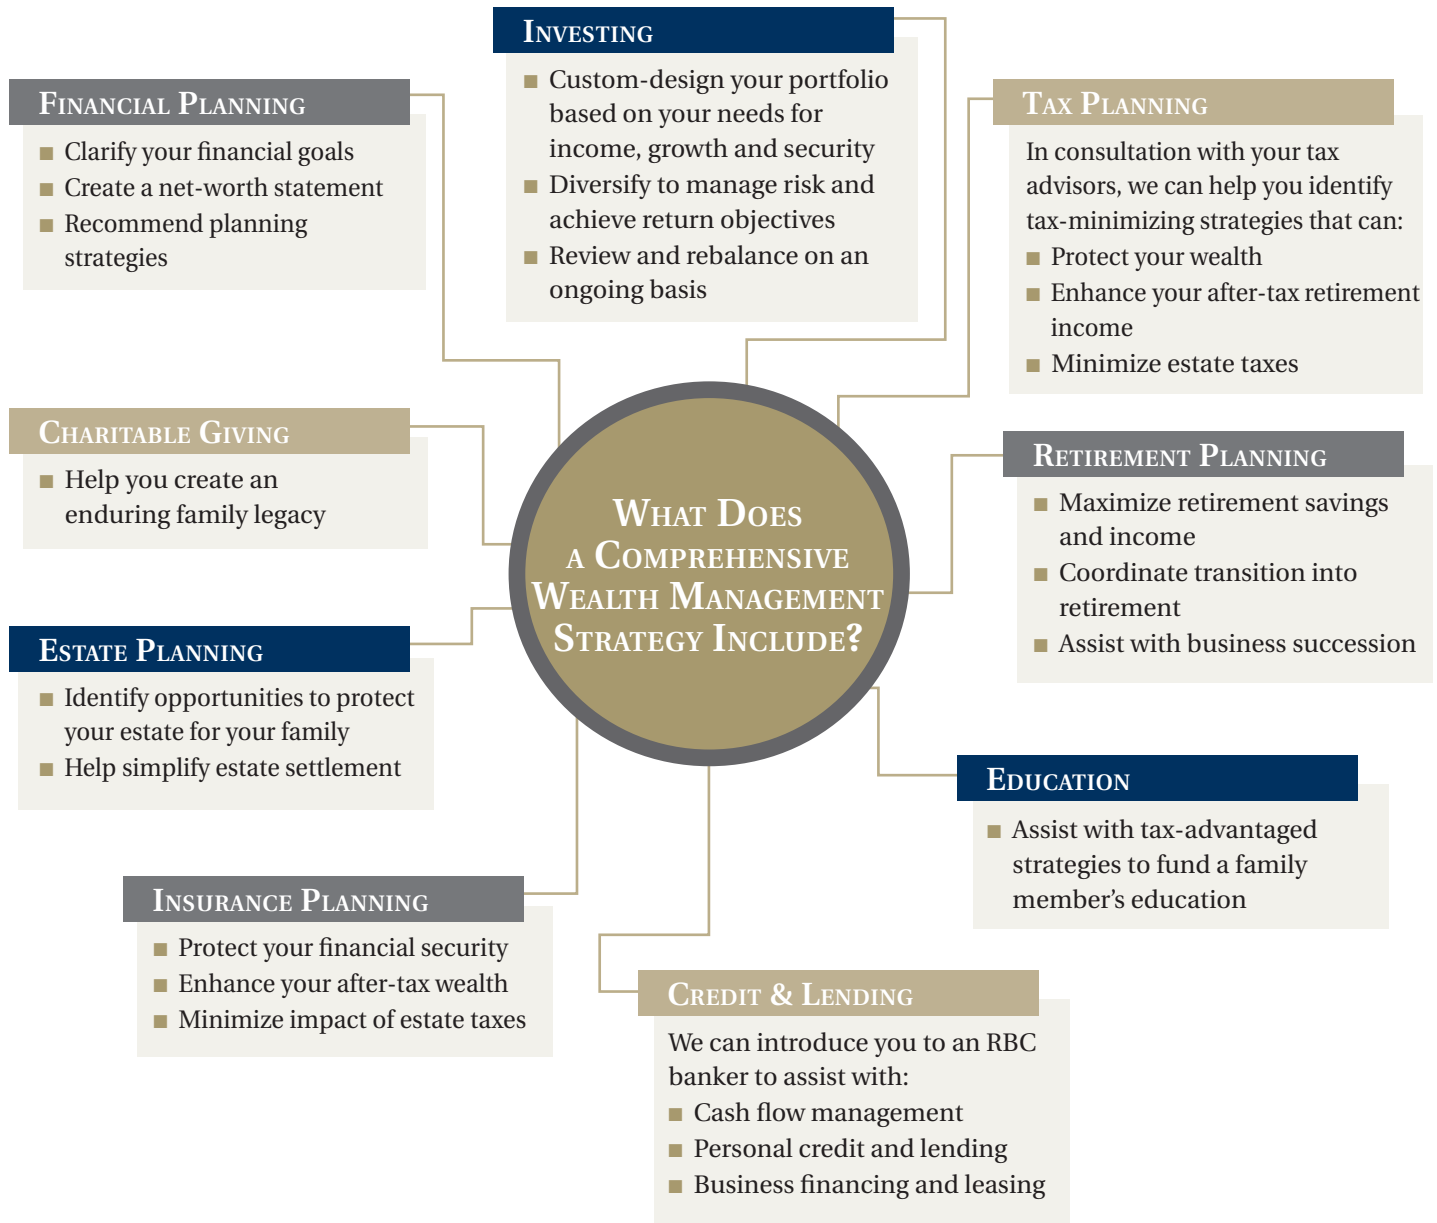 Investing
■ Custom-design your portfolio
based on your needs for
income, growth and security
■ Diversify to manage risk and
achieve return objectives
■ Review and rebalance on an
ongoing basis
Financial Planning
■ Clarify your financial goals
■ Create a net-worth statement
■ Recommend planning
strategies
Tax Planning
In consultation with your tax
advisors, we can help you identify
tax-minimizing strategies that can:
■ Protect your wealth
■ Enhance your after-tax retirement
income
■ Minimize estate taxes
Charitable Giving
■ Help you create an
enduring family legacy
What Does
a Comprehensive
Wealth Management
Strategy Include?
Retirement Planning
■ Maximize retirement savings
and income
■ Coordinate transition into
retirement
■ Assist with business succession
Estate Planning
■ Identify opportunities to protect
your estate for your family
■ Help simplify estate settlement
Education
■ Assist with tax-advantaged
strategies to fund a family
member’s education
Insurance Planning
■ Protect your financial security
■ Enhance your after-tax wealth
■ Minimize impact of estate taxes
Credit & Lending
We can introduce you to an RBC
banker to assist with:
■ Cash flow management
■ Personal credit and lending
■ Business financing and leasing